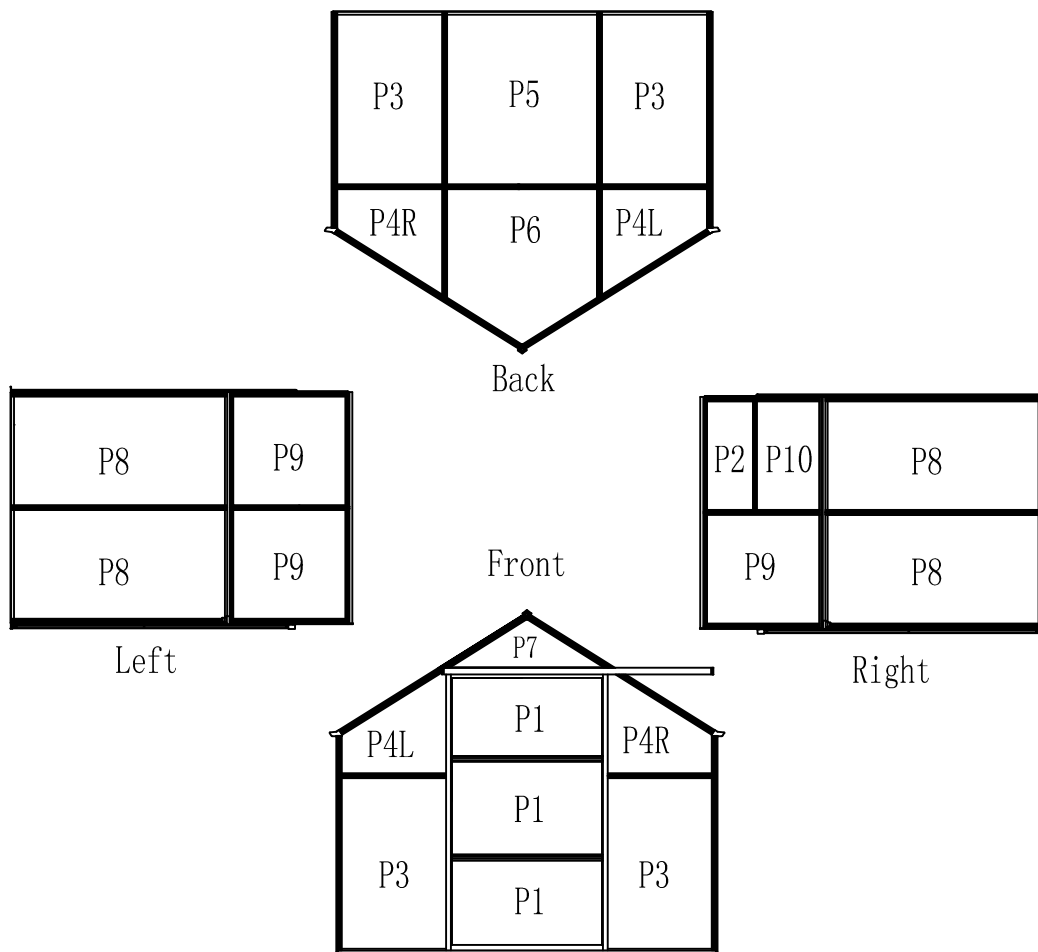 P3 P5 P3
P4R P6 P4L
Back
P8 P9
P8 P9
Left
P2 P10 P8
P9 P8
Right
Front
P7
P1
P4L P4R
P1
P3 P3
P1